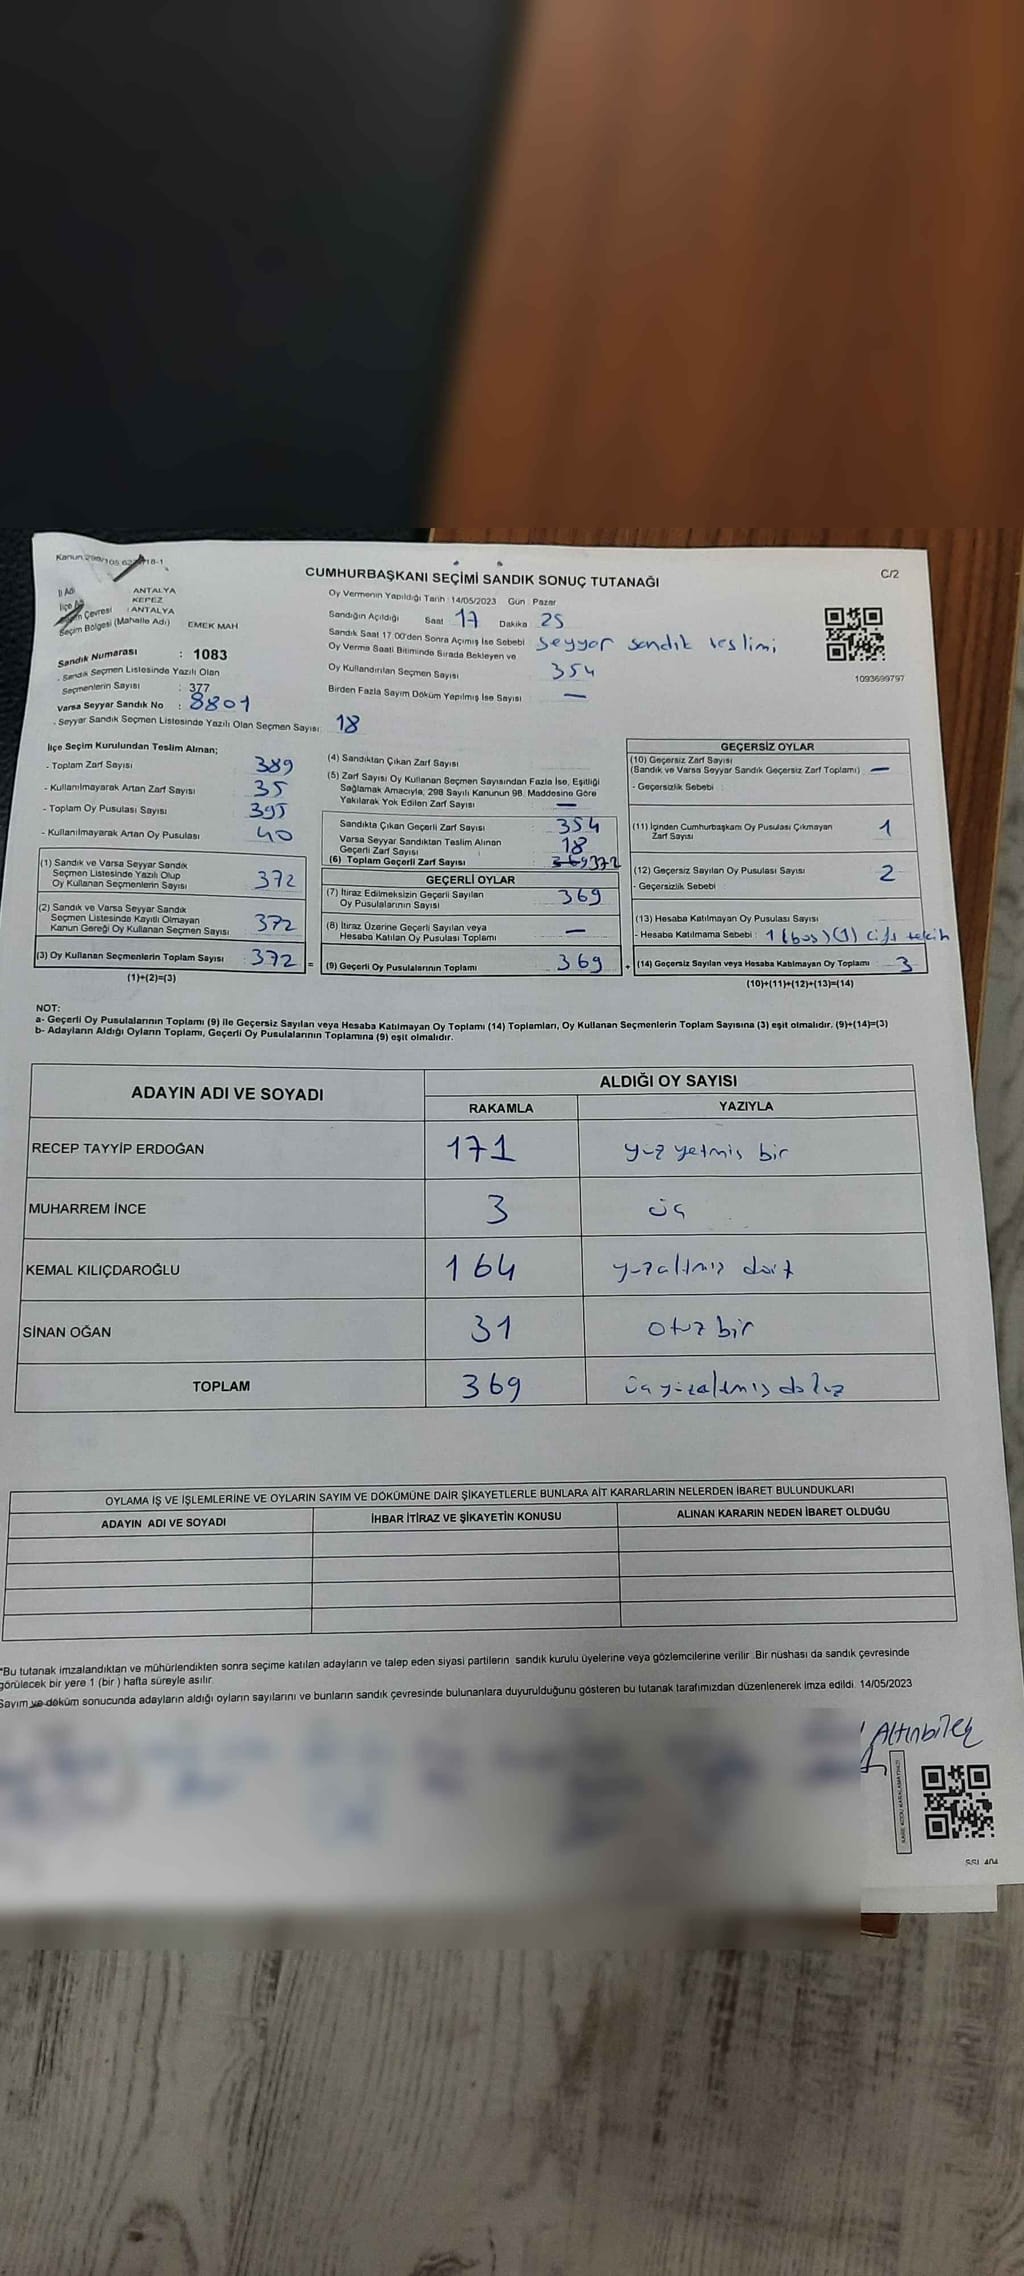 Kanun 298/105 62
C/2
CUMHURBAŞKANI SEÇİMİ SANDIK SONUÇ TUTANAĞI
İl Adı : ANTALYA
İlçe Adı : KEPEZ
Seçim Çevresi : ANTALYA
Seçim Bölgesi (Mahalle Adı) EMEK MAH
Sandık Numarası : 1083
Sandık Seçmen Listesinde Yazılı Olan
Seçmenlerin Sayısı : 377
Varsa Seyyar Sandık No : 8801
Seyyar Sandık Seçmen Listesinde Yazılı Olan Seçmen Sayısı: 18
Oy Vermenin Yapıldığı Tarih : 14/05/2023 Gün : Pazar
Sandığın Açıldığı Saat 17 Dakika 25
Sandık Saat 17.00'den Sonra Açılmış İse Sebebi seyyar sandık teslimi
Oy Verme Saati Bitiminde Sırada Bekleyen ve
Oy Kullandırılan Seçmen Sayısı 354
Birden Fazla Sayım Döküm Yapılmış İse Sayısı —
1093699797
İlçe Seçim Kurulundan Teslim Alınan;
- Toplam Zarf Sayısı 389
- Kullanılmayarak Artan Zarf Sayısı 35
- Toplam Oy Pusulası Sayısı 395
- Kullanılmayarak Artan Oy Pusulası 40
(1) Sandık ve Varsa Seyyar Sandık
Seçmen Listesinde Yazılı Olup
Oy Kullanan Seçmenlerin Sayısı 372
(2) Sandık ve Varsa Seyyar Sandık
Seçmen Listesinde Kayıtlı Olmayan
Kanun Gereği Oy Kullanan Seçmen Sayısı 372
(3) Oy Kullanan Seçmenlerin Toplam Sayısı 372 =
(1)+(2)=(3)
(4) Sandıktan Çıkan Zarf Sayısı
(5) Zarf Sayısı Oy Kullanan Seçmen Sayısından Fazla İse, Eşitliği
Sağlamak Amacıyla, 298 Sayılı Kanunun 98. Maddesine Göre
Yakılarak Yok Edilen Zarf Sayısı —
Sandıkta Çıkan Geçerli Zarf Sayısı 354
Varsa Seyyar Sandıktan Teslim Alınan
Geçerli Zarf Sayısı 18
(6) Toplam Geçerli Zarf Sayısı 369 372
GEÇERLİ OYLAR
(7) İtiraz Edilmeksizin Geçerli Sayılan
Oy Pusulalarının Sayısı 369
(8) İtiraz Üzerine Geçerli Sayılan veya
Hesaba Katılan Oy Pusulası Toplamı —
(9) Geçerli Oy Pusulalarının Toplamı 369 +
GEÇERSİZ OYLAR
(10) Geçersiz Zarf Sayısı
(Sandık ve Varsa Seyyar Sandık Geçersiz Zarf Toplamı) —
- Geçersizlik Sebebi :
(11) İçinden Cumhurbaşkanı Oy Pusulası Çıkmayan
Zarf Sayısı 1
(12) Geçersiz Sayılan Oy Pusulası Sayısı 2
- Geçersizlik Sebebi
(13) Hesaba Katılmayan Oy Pusulası Sayısı
- Hesaba Katılmama Sebebi : 1 (boş) (1) çift tercih
(14) Geçersiz Sayılan veya Hesaba Katılmayan Oy Toplamı 3
(10)+(11)+(12)+(13)=(14)
NOT:
a- Geçerli Oy Pusulasının Toplamı (9) ile Geçersiz Sayılan veya Hesaba Katılmayan Oy Toplamı (14) Toplamları, Oy Kullanan Seçmenlerin Toplam Sayısına (3) eşit olmalıdır. (9)+(14)=(3)
b- Adayların Aldığı Oyların Toplamı, Geçerli Oy Pusulalarının Toplamına (9) eşit olmalıdır.
ADAYIN ADI VE SOYADI
ALDIĞI OY SAYISI
RAKAMLA YAZIYLA
RECEP TAYYİP ERDOĞAN 171 yüz yetmiş bir
MUHARREM İNCE 3 üç
KEMAL KILIÇDAROĞLU 164 yüzaltmış dört
SİNAN OĞAN 31 otuz bir
TOPLAM 369 üçyüzaltmış dokuz
OYLAMA İŞ VE İŞLEMLERİNE VE OYLARIN SAYIM VE DÖKÜMÜNE DAİR ŞİKAYETLERLE BUNLARA AİT KARARLARIN NELERDEN İBARET BULUNDUKLARI
ADAYIN ADI VE SOYADI İHBAR İTİRAZ VE ŞİKAYETİN KONUSU ALINAN KARARIN NEDEN İBARET OLDUĞU
*Bu tutanak imzalandıktan ve mühürlendikten sonra seçime katılan adayların ve talep eden siyasi partilerin sandık kurulu üyelerine veya gözlemcilerine verilir. Bir nüshası da sandık çevresinde
görülecek bir yere 1 (bir ) hafta süreyle asılır.
Sayım ve döküm sonucunda adayların aldığı oyların sayılarını ve bunların sandık çevresinde bulunanlara duyurulduğunu gösteren bu tutanak tarafımızdan düzenlenerek imza edildi. 14/05/2023
Altınbilek